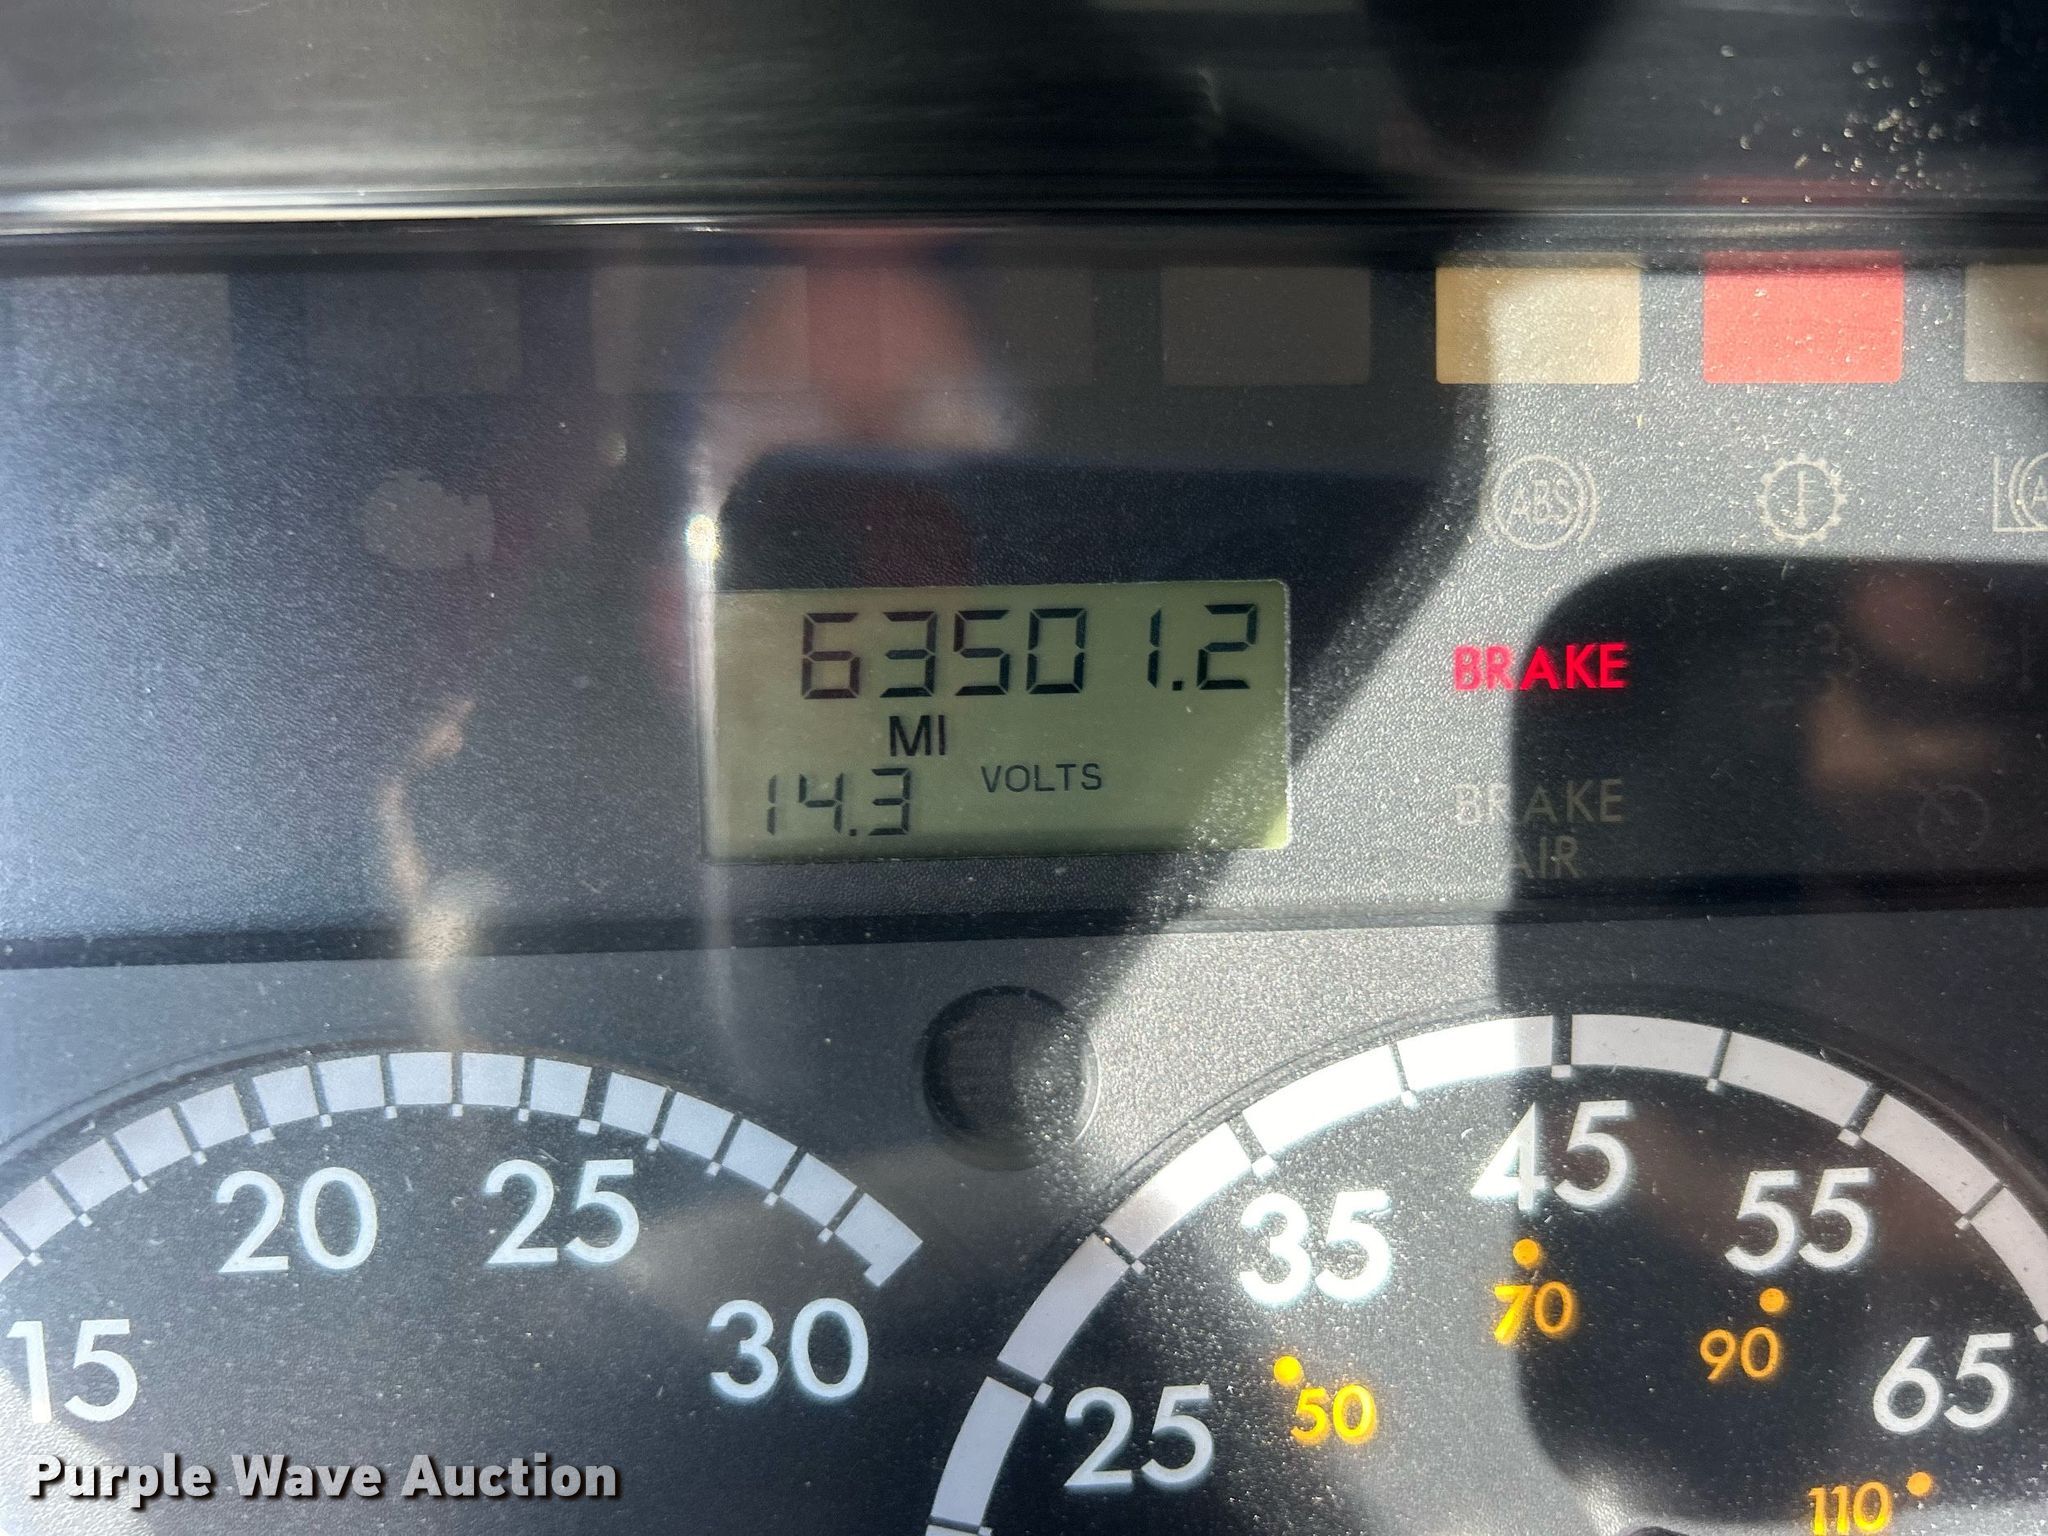 ABS
63501.2
MI
14.3 VOLTS
BRAKE
BRAKE
AIR
15 20 25 30
25 35 45 55 65
50 70 90 110
Purple Wave Auction